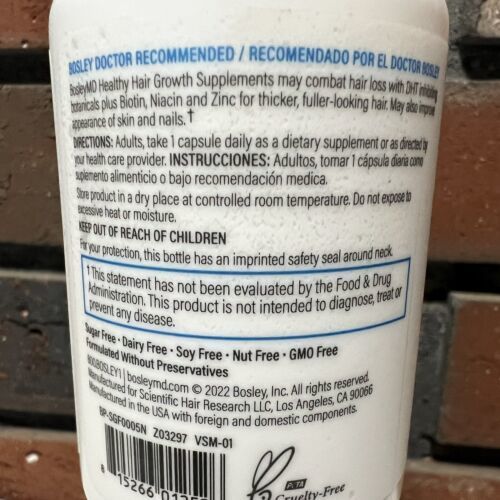 BOSLEY DOCTOR RECOMMENDED / RECOMENDADO POR EL DOCTOR BOSLEY
BosleyMD Healthy Hair Growth Supplements may combat hair loss with DHT inhibiting
botanicals plus Biotin, Niacin and Zinc for thicker, fuller-looking hair. May also improve
appearance of skin and nails.†
DIRECTIONS: Adults, take 1 capsule daily as a dietary supplement or as directed by
your health care provider. INSTRUCCIONES: Adultos, tomar 1 cápsula diaria como
suplemento alimenticio o bajo recomendación medica.
Store product in a dry place at controlled room temperature. Do not expose to
excessive heat or moisture.
KEEP OUT OF REACH OF CHILDREN
For your protection, this bottle has an imprinted safety seal around neck.
†This statement has not been evaluated by the Food & Drug
Administration. This product is not intended to diagnose, treat or
prevent any disease.
Sugar Free • Dairy Free • Soy Free • Nut Free • GMO Free
Formulated Without Preservatives
800.BOSLEY1 | bosleymd.com © 2022 Bosley, Inc. All rights reserved.
Manufactured for Scientific Hair Research LLC, Los Angeles, CA 90066
Manufactured in the USA with foreign and domestic components.
BP-SGF0005N Z03297 VSM-01
8 15266
PETA
Cruelty-Free